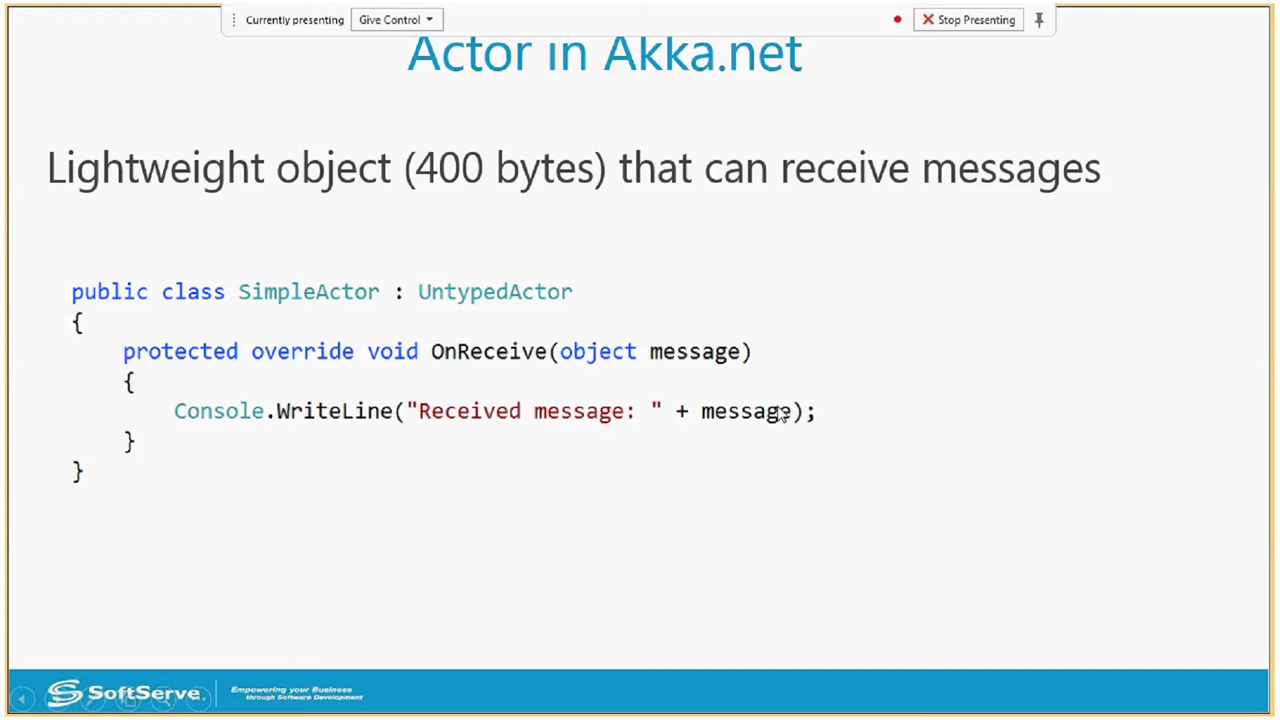 Currently presenting Give Control Stop Presenting
Actor in Akka.net
Lightweight object (400 bytes) that can receive messages
public class SimpleActor : UntypedActor
{
protected override void OnReceive(object message)
{
Console.WriteLine("Received message: " + message);
}
}
SoftServe.
Empowering your Business
through Software Development